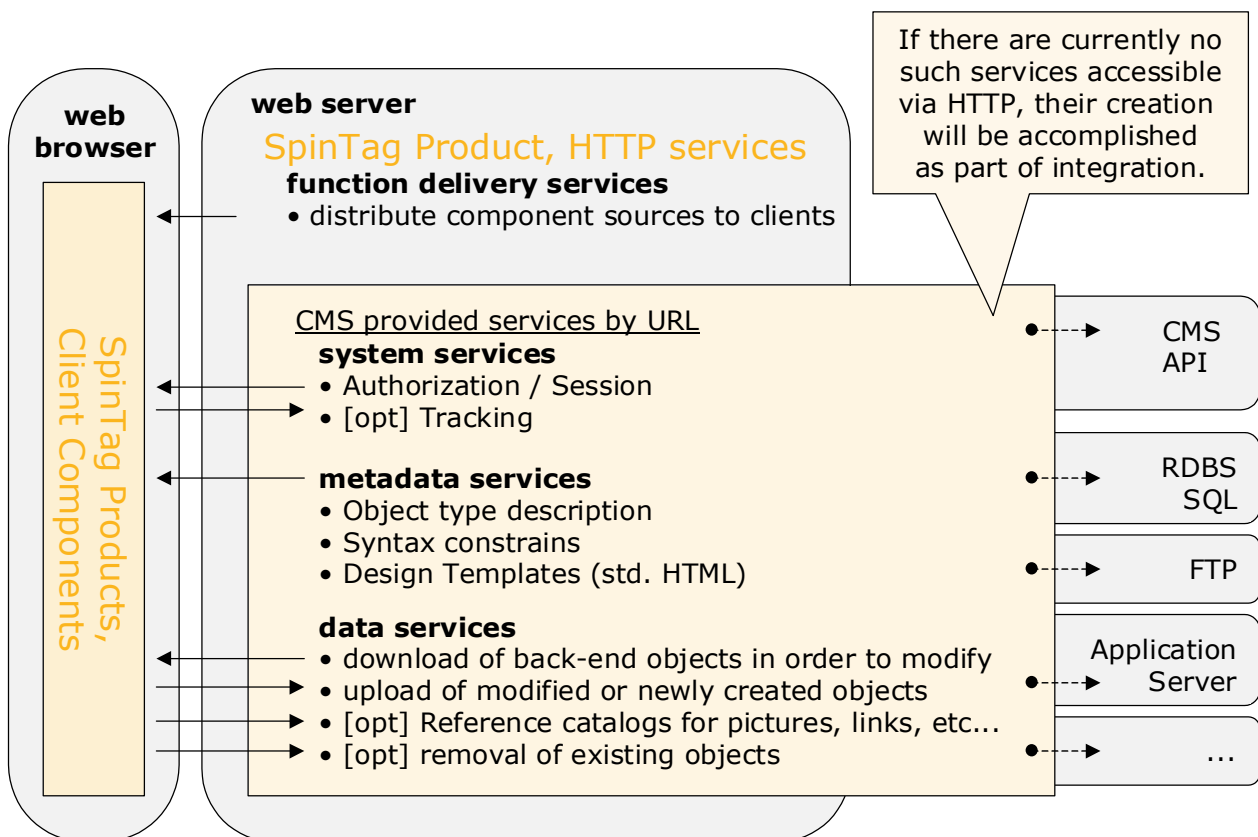 If there are currently no
such services accessible
via HTTP, their creation
will be accomplished
as part of integration.
web
browser
SpinTag Products,
Client Components
web server
SpinTag Product, HTTP services
function delivery services
• distribute component sources to clients
CMS provided services by URL
system services
• Authorization / Session
• [opt] Tracking
metadata services
• Object type description
• Syntax constrains
• Design Templates (std. HTML)
data services
• download of back-end objects in order to modify
• upload of modified or newly created objects
• [opt] Reference catalogs for pictures, links, etc...
• [opt] removal of existing objects
CMS
API
RDBS
SQL
FTP
Application
Server
...